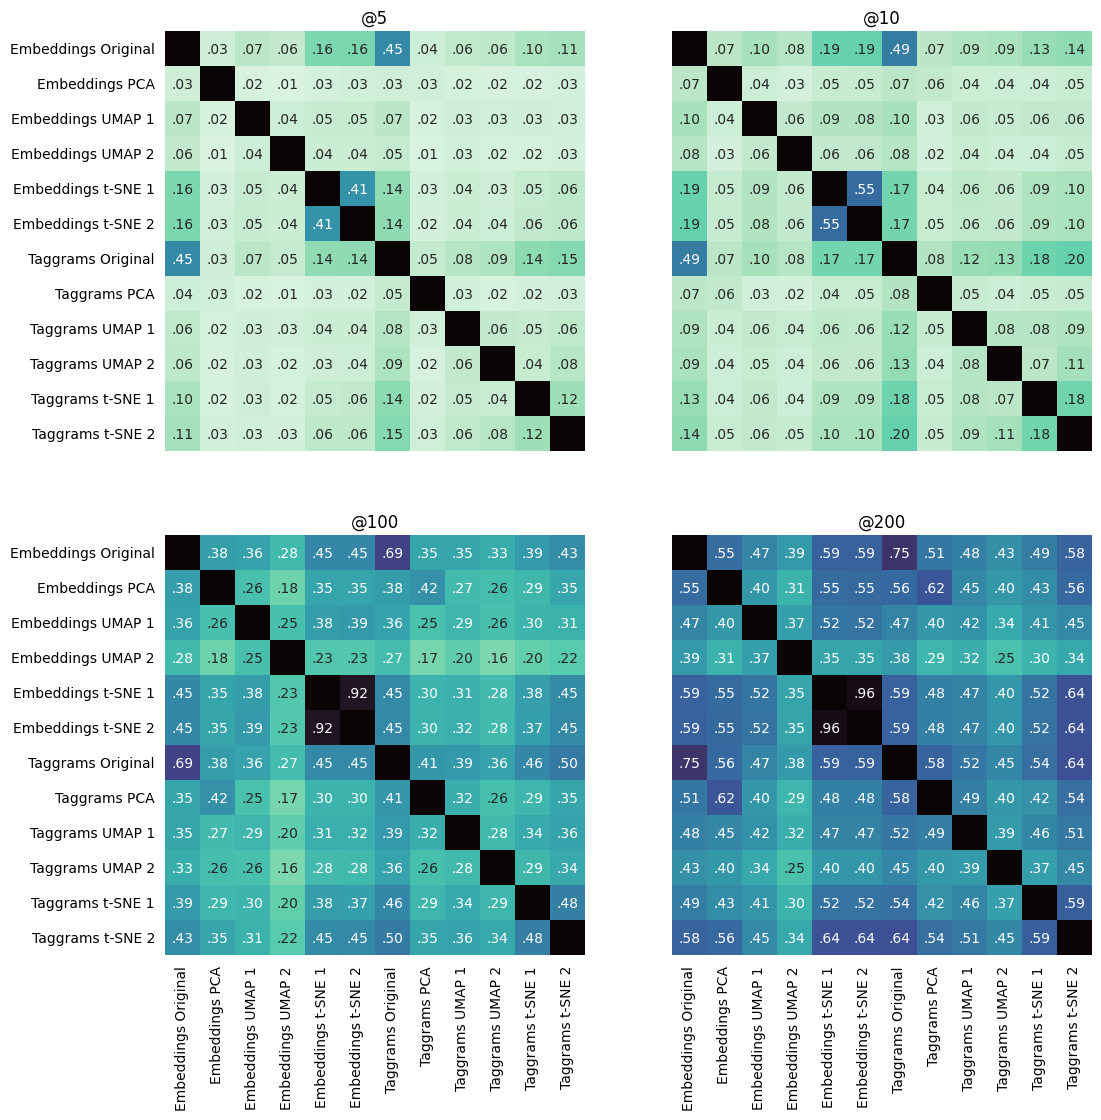 @5 @10
Embeddings Original .03 .07 .06 .16 .16 .45 .04 .06 .06 .10 .11 .07 .10 .08 .19 .19 .49 .07 .09 .09 .13 .14
Embeddings PCA .03 .02 .01 .03 .03 .03 .03 .02 .02 .02 .03 .07 .04 .03 .05 .05 .07 .06 .04 .04 .04 .05
Embeddings UMAP 1 .07 .02 .04 .05 .05 .07 .02 .03 .03 .03 .03 .10 .04 .06 .09 .08 .10 .03 .06 .05 .06 .06
Embeddings UMAP 2 .06 .01 .04 .04 .04 .05 .01 .03 .02 .02 .03 .08 .03 .06 .06 .06 .08 .02 .04 .04 .04 .05
Embeddings t-SNE 1 .16 .03 .05 .04 .41 .14 .03 .04 .03 .05 .06 .19 .05 .09 .06 .55 .17 .04 .06 .06 .09 .10
Embeddings t-SNE 2 .16 .03 .05 .04 .41 .14 .02 .04 .04 .06 .06 .19 .05 .08 .06 .55 .17 .05 .06 .06 .09 .10
Taggrams Original .45 .03 .07 .05 .14 .14 .05 .08 .09 .14 .15 .49 .07 .10 .08 .17 .17 .08 .12 .13 .18 .20
Taggrams PCA .04 .03 .02 .01 .03 .02 .05 .03 .02 .02 .03 .07 .06 .03 .02 .04 .05 .08 .05 .04 .05 .05
Taggrams UMAP 1 .06 .02 .03 .03 .04 .04 .08 .03 .06 .05 .06 .09 .04 .06 .04 .06 .06 .12 .05 .08 .08 .09
Taggrams UMAP 2 .06 .02 .03 .02 .03 .04 .09 .02 .06 .04 .08 .09 .04 .05 .04 .06 .06 .13 .04 .08 .07 .11
Taggrams t-SNE 1 .10 .02 .03 .02 .05 .06 .14 .02 .05 .04 .12 .13 .04 .06 .04 .09 .09 .18 .05 .08 .07 .18
Taggrams t-SNE 2 .11 .03 .03 .03 .06 .06 .15 .03 .06 .08 .12 .14 .05 .06 .05 .10 .10 .20 .05 .09 .11 .18
@100 @200
Embeddings Original .38 .36 .28 .45 .45 .69 .35 .35 .33 .39 .43 .55 .47 .39 .59 .59 .75 .51 .48 .43 .49 .58
Embeddings PCA .38 .26 .18 .35 .35 .38 .42 .27 .26 .29 .35 .55 .40 .31 .55 .55 .56 .62 .45 .40 .43 .56
Embeddings UMAP 1 .36 .26 .25 .38 .39 .36 .25 .29 .26 .30 .31 .47 .40 .37 .52 .52 .47 .40 .42 .34 .41 .45
Embeddings UMAP 2 .28 .18 .25 .23 .23 .27 .17 .20 .16 .20 .22 .39 .31 .37 .35 .35 .38 .29 .32 .25 .30 .34
Embeddings t-SNE 1 .45 .35 .38 .23 .92 .45 .30 .31 .28 .38 .45 .59 .55 .52 .35 .96 .59 .48 .47 .40 .52 .64
Embeddings t-SNE 2 .45 .35 .39 .23 .92 .45 .30 .32 .28 .37 .45 .59 .55 .52 .35 .96 .59 .48 .47 .40 .52 .64
Taggrams Original .69 .38 .36 .27 .45 .45 .41 .39 .36 .46 .50 .75 .56 .47 .38 .59 .59 .58 .52 .45 .54 .64
Taggrams PCA .35 .42 .25 .17 .30 .30 .41 .32 .26 .29 .35 .51 .62 .40 .29 .48 .48 .58 .49 .40 .42 .54
Taggrams UMAP 1 .35 .27 .29 .20 .31 .32 .39 .32 .28 .34 .36 .48 .45 .42 .32 .47 .47 .52 .49 .39 .46 .51
Taggrams UMAP 2 .33 .26 .26 .16 .28 .28 .36 .26 .28 .29 .34 .43 .40 .34 .25 .40 .40 .45 .40 .39 .37 .45
Taggrams t-SNE 1 .39 .29 .30 .20 .38 .37 .46 .29 .34 .29 .48 .49 .43 .41 .30 .52 .52 .54 .42 .46 .37 .59
Taggrams t-SNE 2 .43 .35 .31 .22 .45 .45 .50 .35 .36 .34 .48 .58 .56 .45 .34 .64 .64 .64 .54 .51 .45 .59
Embeddings Original
Embeddings PCA
Embeddings UMAP 1
Embeddings UMAP 2
Embeddings t-SNE 1
Embeddings t-SNE 2
Taggrams Original
Taggrams PCA
Taggrams UMAP 1
Taggrams UMAP 2
Taggrams t-SNE 1
Taggrams t-SNE 2
Embeddings Original
Embeddings PCA
Embeddings UMAP 1
Embeddings UMAP 2
Embeddings t-SNE 1
Embeddings t-SNE 2
Taggrams Original
Taggrams PCA
Taggrams UMAP 1
Taggrams UMAP 2
Taggrams t-SNE 1
Taggrams t-SNE 2